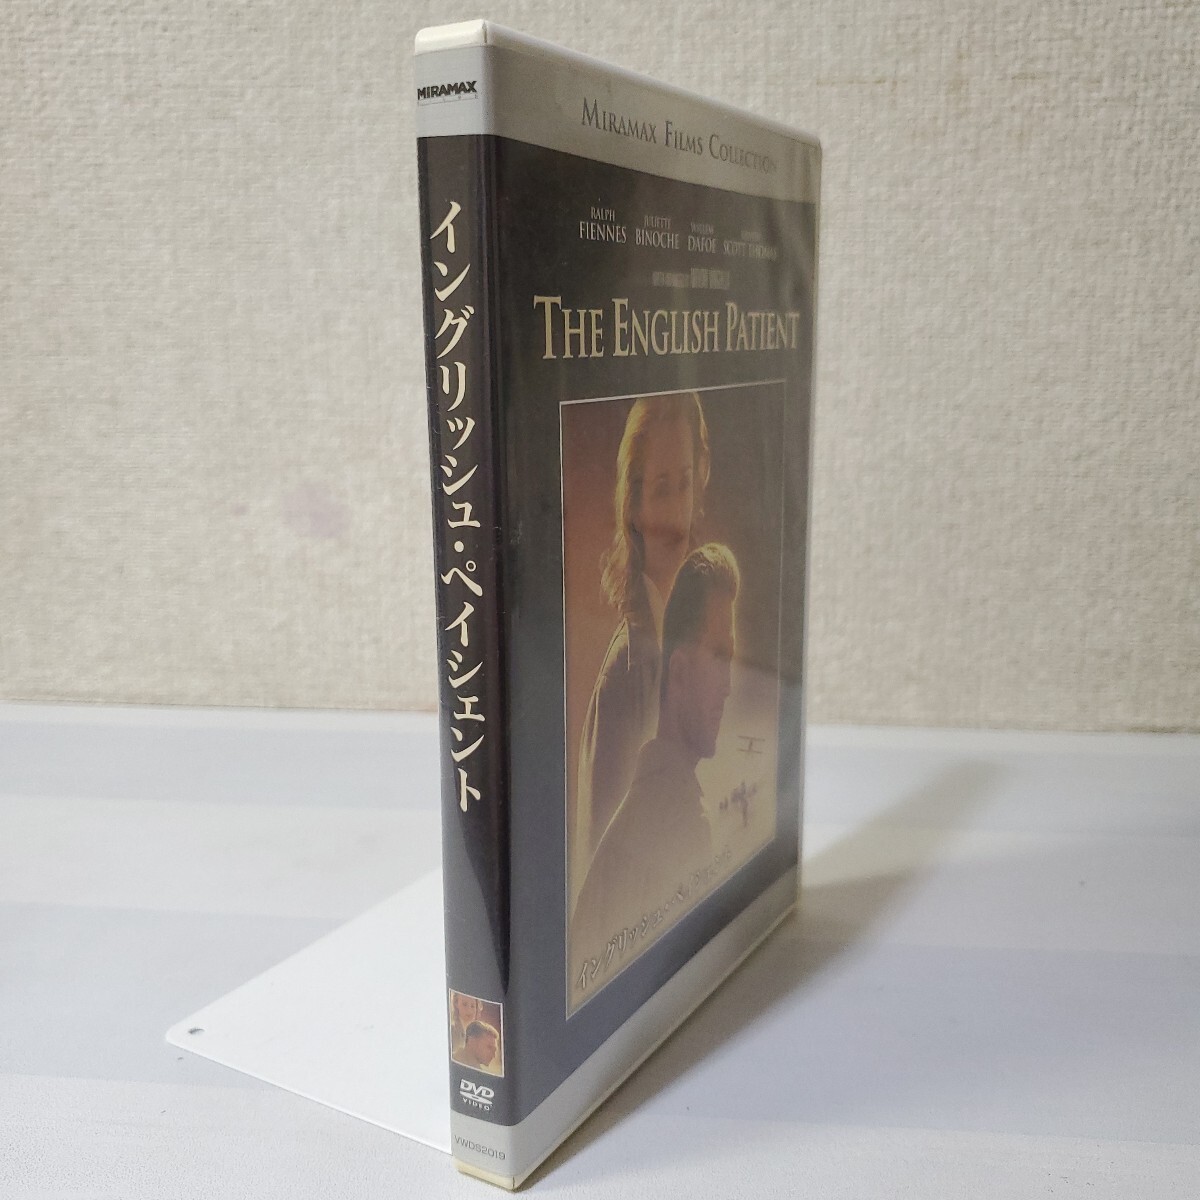 MIRAMAX
イングリッシュ・ペイシェント
DVD
VIDEO
VWDS2019
MIRAMAX FILMS COLLECTION
RALPH JULIETTE WILLEM
FIENNES BINOCHE DAFOE SCOTT THOMAS
THE ENGLISH PATIENT
イングリッシュ・ペイシェント